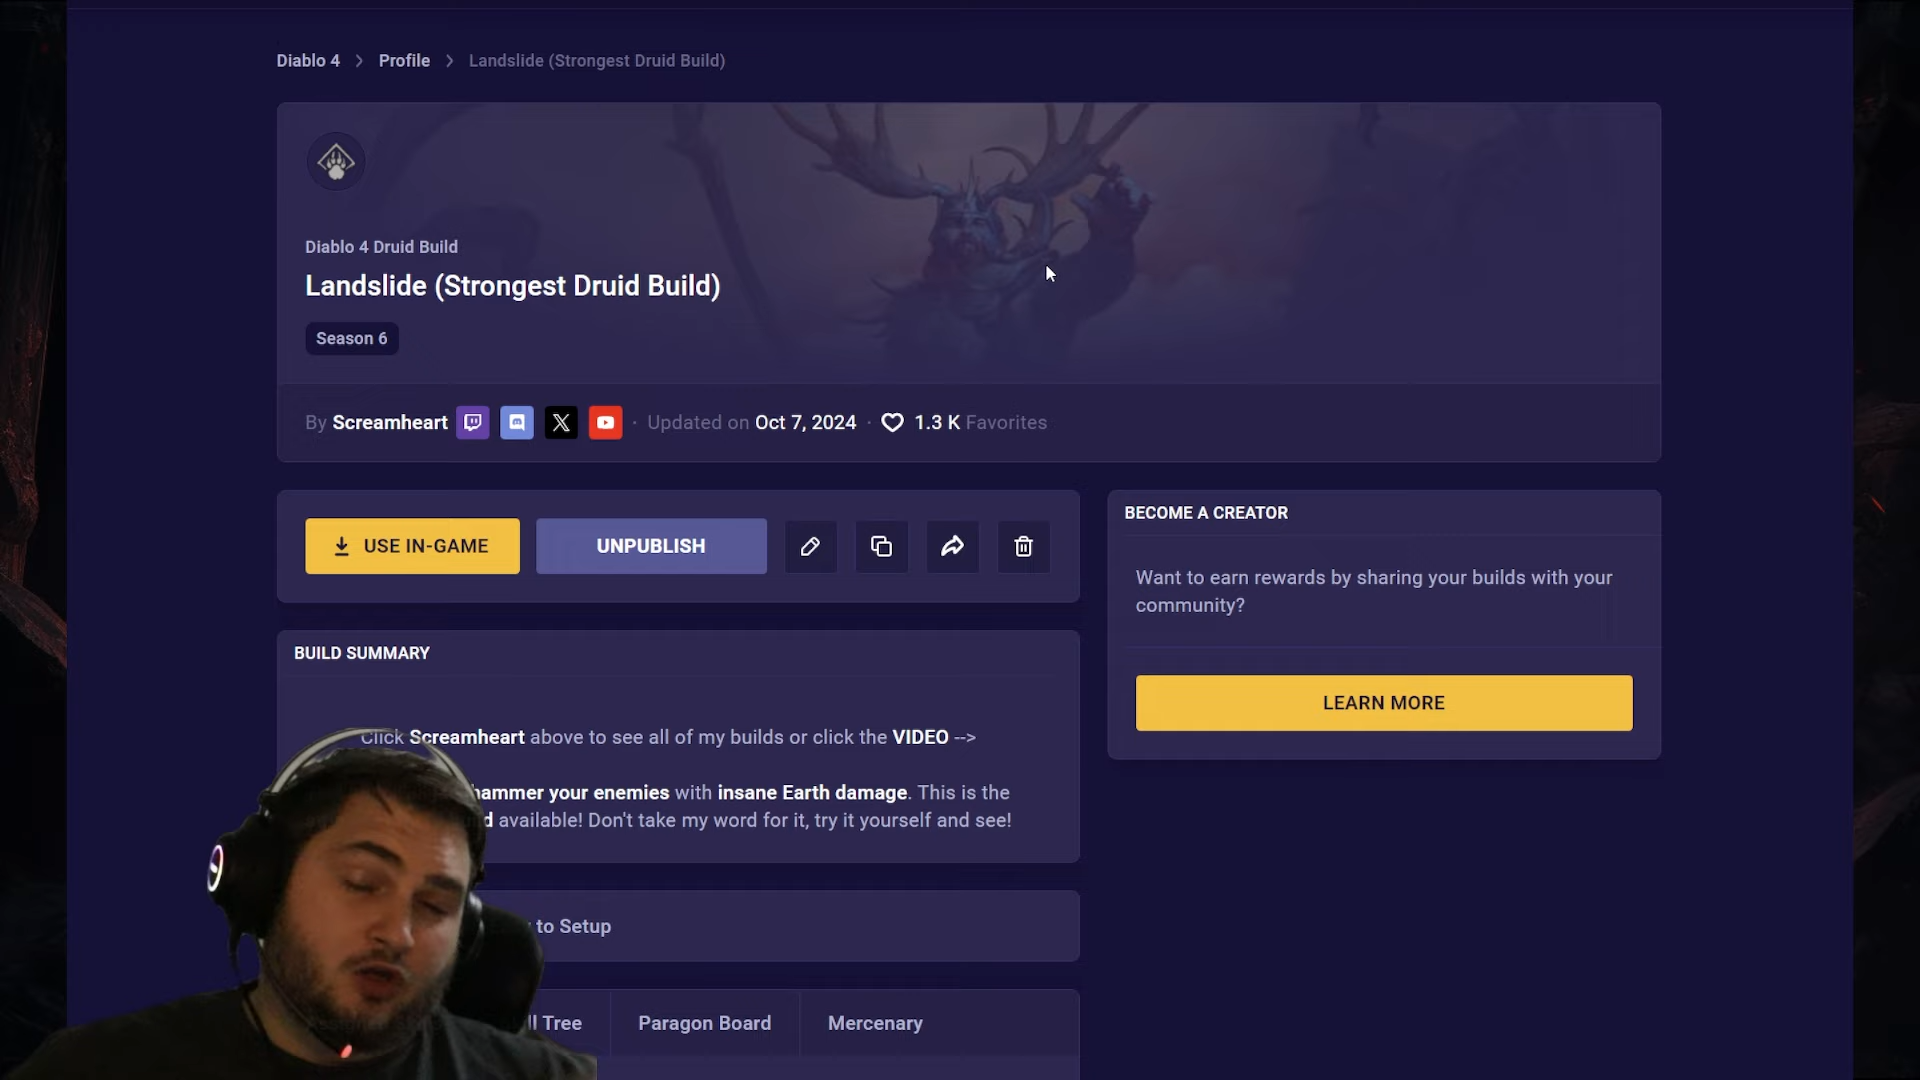 Diablo 4 > Profile > Landslide (Strongest Druid Build)
Diablo 4 Druid Build
Landslide (Strongest Druid Build)
Season 6
By Screamheart · Updated on Oct 7, 2024 · 1.3 K Favorites
USE IN-GAME
UNPUBLISH
BUILD SUMMARY
Click Screamheart above to see all of my builds or click the VIDEO -->
hammer your enemies with insane Earth damage. This is the
available! Don't take my word for it, try it yourself and see!
to Setup
Tree
Paragon Board
Mercenary
BECOME A CREATOR
Want to earn rewards by sharing your builds with your
community?
LEARN MORE